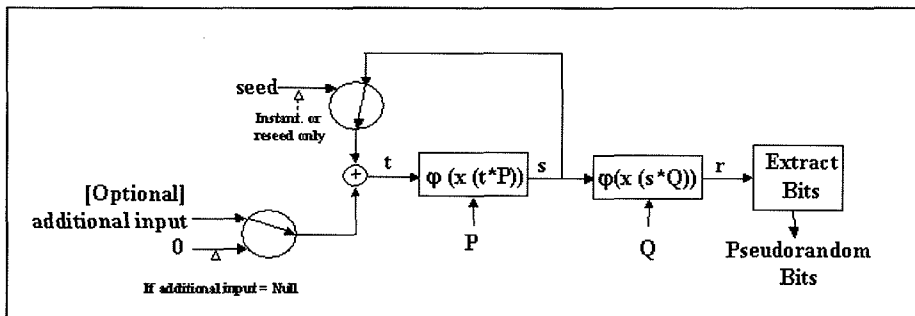 seed
Instant. or
reseed only
[Optional]
additional input
0
If additional input = Null
+
t
φ (x (t*P))
s
P
φ(x (s*Q))
Q
r
Extract
Bits
Pseudorandom
Bits